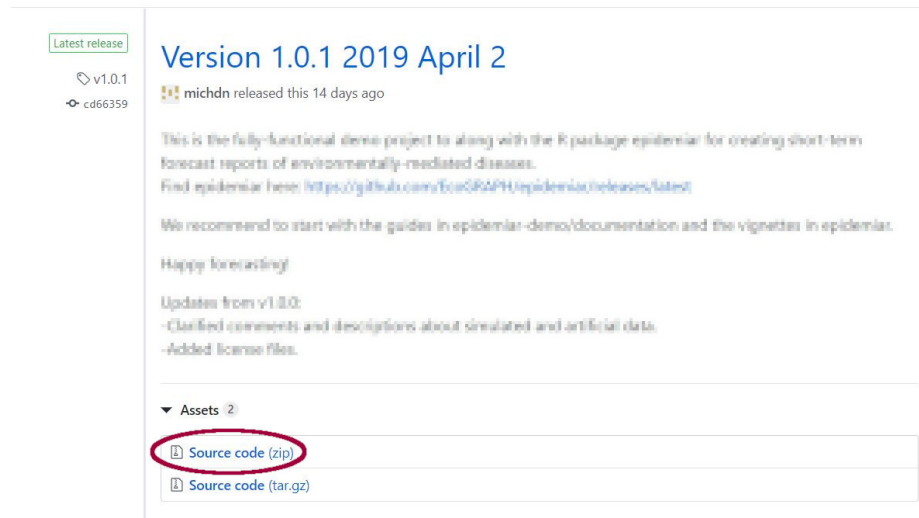 Latest release
v1.0.1
cd66359
Version 1.0.1 2019 April 2
michdn released this 14 days ago
This is the fully-functional demo project to along with the R package epidemiar for creating short-term
forecast reports of environmentally-mediated diseases.
Find epidemiar here: https://github.com/EcoGRAPH/epidemiar/releases/latest
We recommend to start with the guides in epidemiar-demo/documentation and the vignettes in epidemiar.
Happy forecasting!
Updates from v1.0.0:
-Clarified comments and descriptions about simulated and artificial data.
-Added license files.
Assets 2
Source code (zip)
Source code (tar.gz)